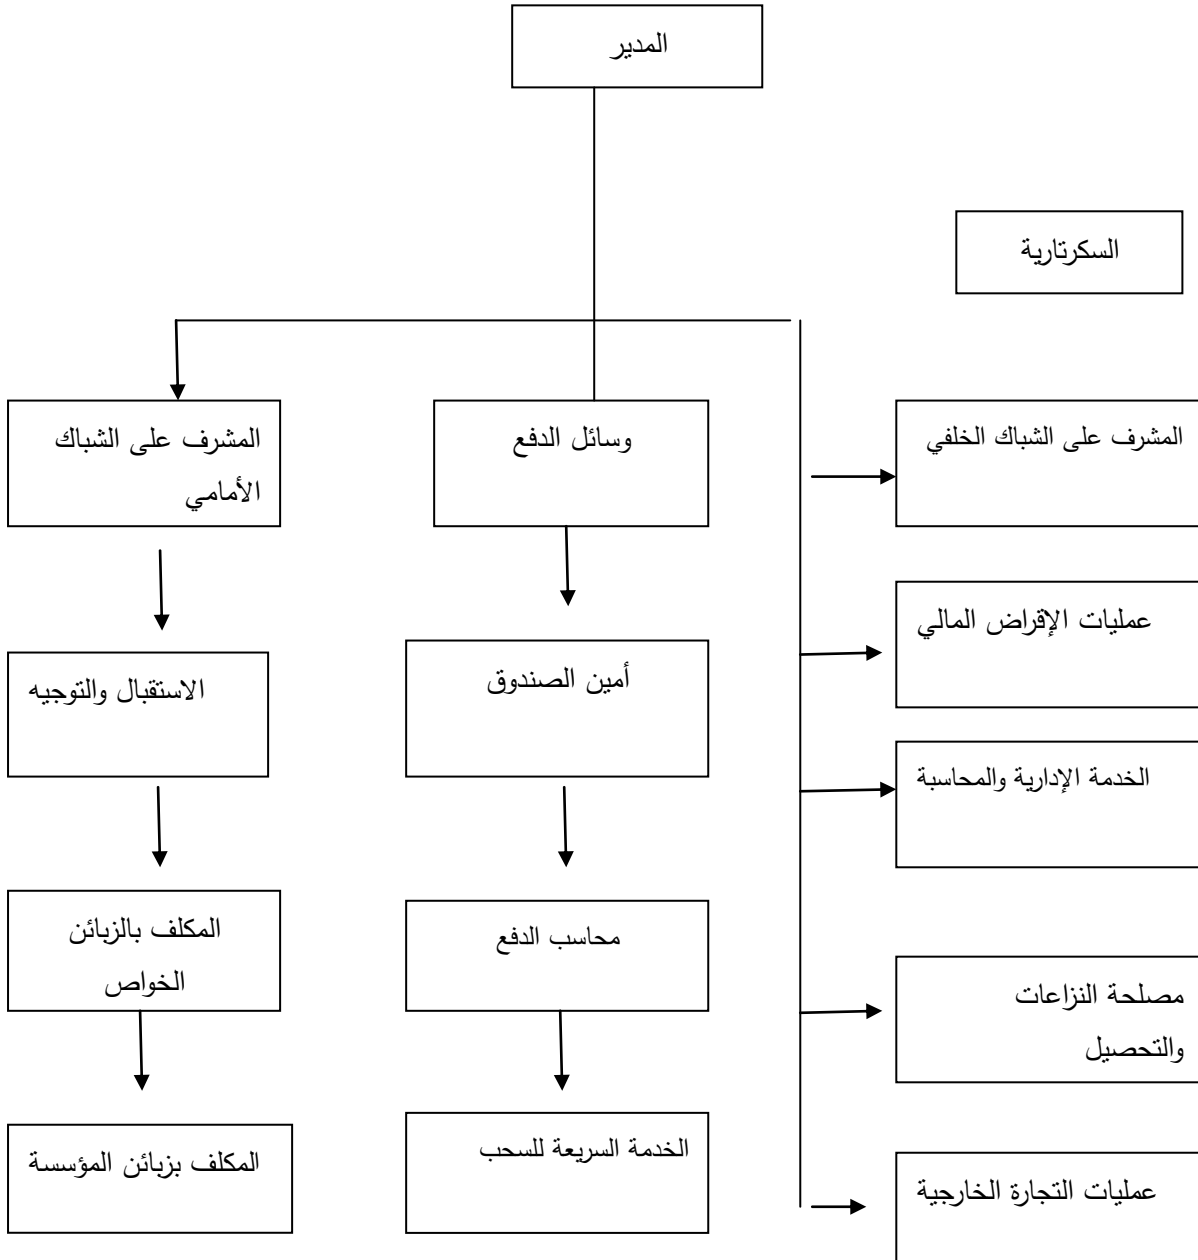 المدير
السكرتارية
المشرف على الشباك الخلفي
وسائل الدفع
المشرف على الشباك
الأمامي
عمليات الإقراض المالي
أمين الصندوق
الاستقبال والتوجيه
الخدمة الإدارية والمحاسبة
محاسب الدفع
المكلف بالزبائن
الخواص
مصلحة النزاعات
والتحصيل
الخدمة السريعة للسحب
المكلف بزبائن المؤسسة
عمليات التجارة الخارجية